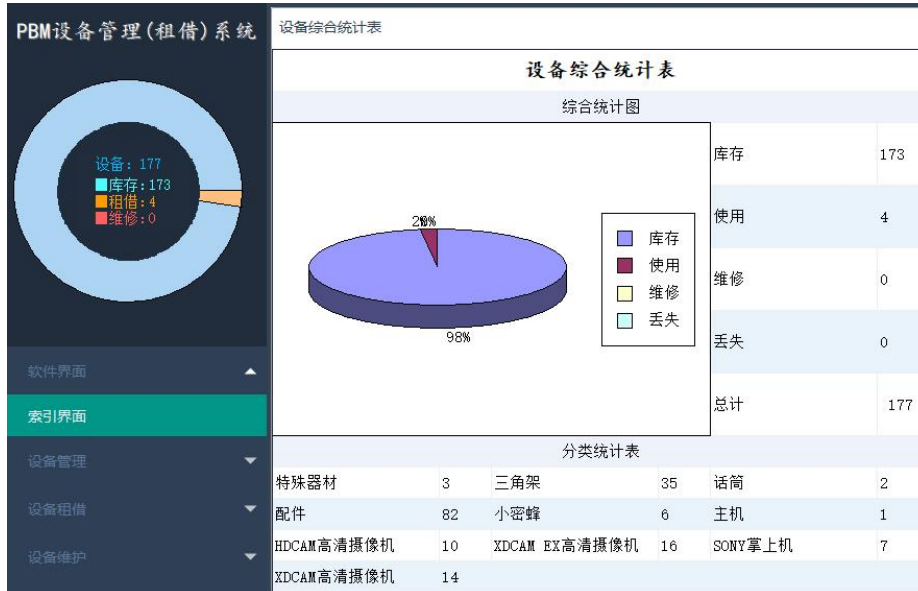 PBM设备管理(租借)系统
设备: 177
库存:173
租借:4
维修:0
软件界面
索引界面
设备管理
设备租借
设备维护
设备综合统计表
设备综合统计表
综合统计图
98%
库存
使用
维修
丢失
库存 173
使用 4
维修 0
丢失 0
总计 177
分类统计表
特殊器材 3 三角架 35 话筒 2
配件 82 小密蜂 6 主机 1
HDCAM高清摄像机 10 XDCAM EX高清摄像机 16 SONY掌上机 7
XDCAM高清摄像机 14